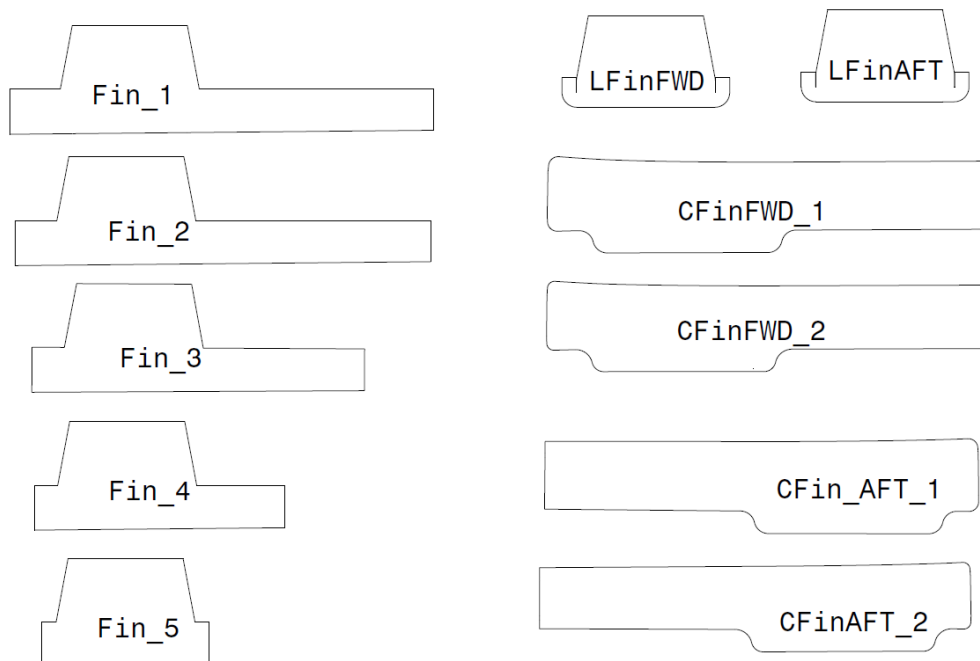 Fin_1
Fin_2
Fin_3
Fin_4
Fin_5
LFinFWD
LFinAFT
CFinFWD_1
CFinFWD_2
CFin_AFT_1
CFinAFT_2